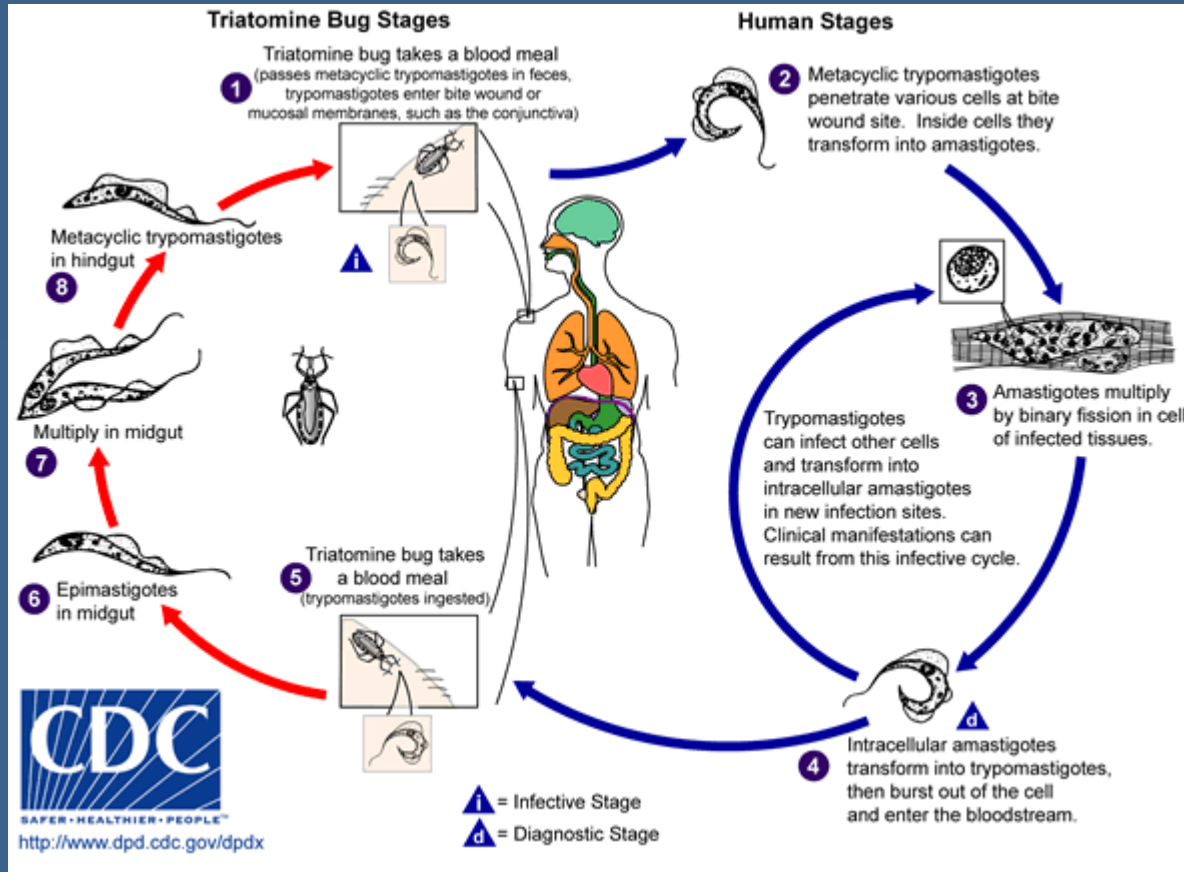 Triatomine Bug Stages
Human Stages
1
Triatomine bug takes a blood meal
(passes metacyclic trypomastigotes in feces,
trypomastigotes enter bite wound or
mucosal membranes, such as the conjunctiva)
i
2
Metacyclic trypomastigotes
penetrate various cells at bite
wound site. Inside cells they
transform into amastigotes.
3
Amastigotes multiply
by binary fission in cell
of infected tissues.
Trypomastigotes
can infect other cells
and transform into
intracellular amastigotes
in new infection sites.
Clinical manifestations can
result from this infective cycle.
d
4
Intracellular amastigotes
transform into trypomastigotes,
then burst out of the cell
and enter the bloodstream.
5
Triatomine bug takes
a blood meal
(trypomastigotes ingested)
6
Epimastigotes
in midgut
Multiply in midgut
7
Metacyclic trypomastigotes
in hindgut
8
i = Infective Stage
d = Diagnostic Stage
CDC
SAFER•HEALTHIER•PEOPLE™
http://www.dpd.cdc.gov/dpdx